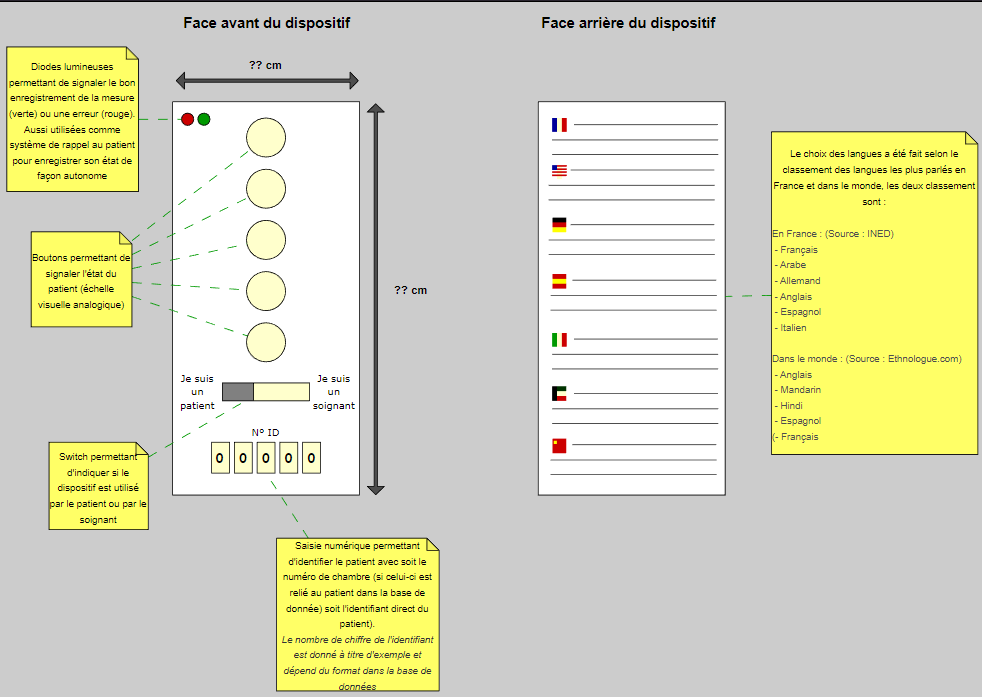 Face avant du dispositif
Face arrière du dispositif
Diodes lumineuses
permettant de signaler le bon
enregistrement de la mesure
(verte) ou une erreur (rouge).
Aussi utilisées comme
système de rappel au patient
pour enregistrer son état de
façon autonome
?? cm
?? cm
Boutons permettant de
signaler l'état du
patient (échelle
visuelle analogique)
Je suis
un
patient
Je suis
un
soignant
N° ID
0 0 0 0 0
Switch permettant
d'indiquer si le
dispositif est utilisé
par le patient ou par le
soignant
Saisie numérique permettant
d'identifier le patient avec soit le
numéro de chambre (si celui-ci est
relié au patient dans la base de
donnée) soit l'identifiant direct du
patient).
Le nombre de chiffre de l'identifiant
est donné à titre d'exemple et
dépend du format dans la base de
données
Le choix des langues a été fait selon le
classement des langues les plus parlés en
France et dans le monde, les deux classement
sont :
En France : (Source : INED)
- Français
- Arabe
- Allemand
- Anglais
- Espagnol
- Italien
Dans le monde : (Source : Ethnologue.com)
- Anglais
- Mandarin
- Hindi
- Espagnol
(- Français